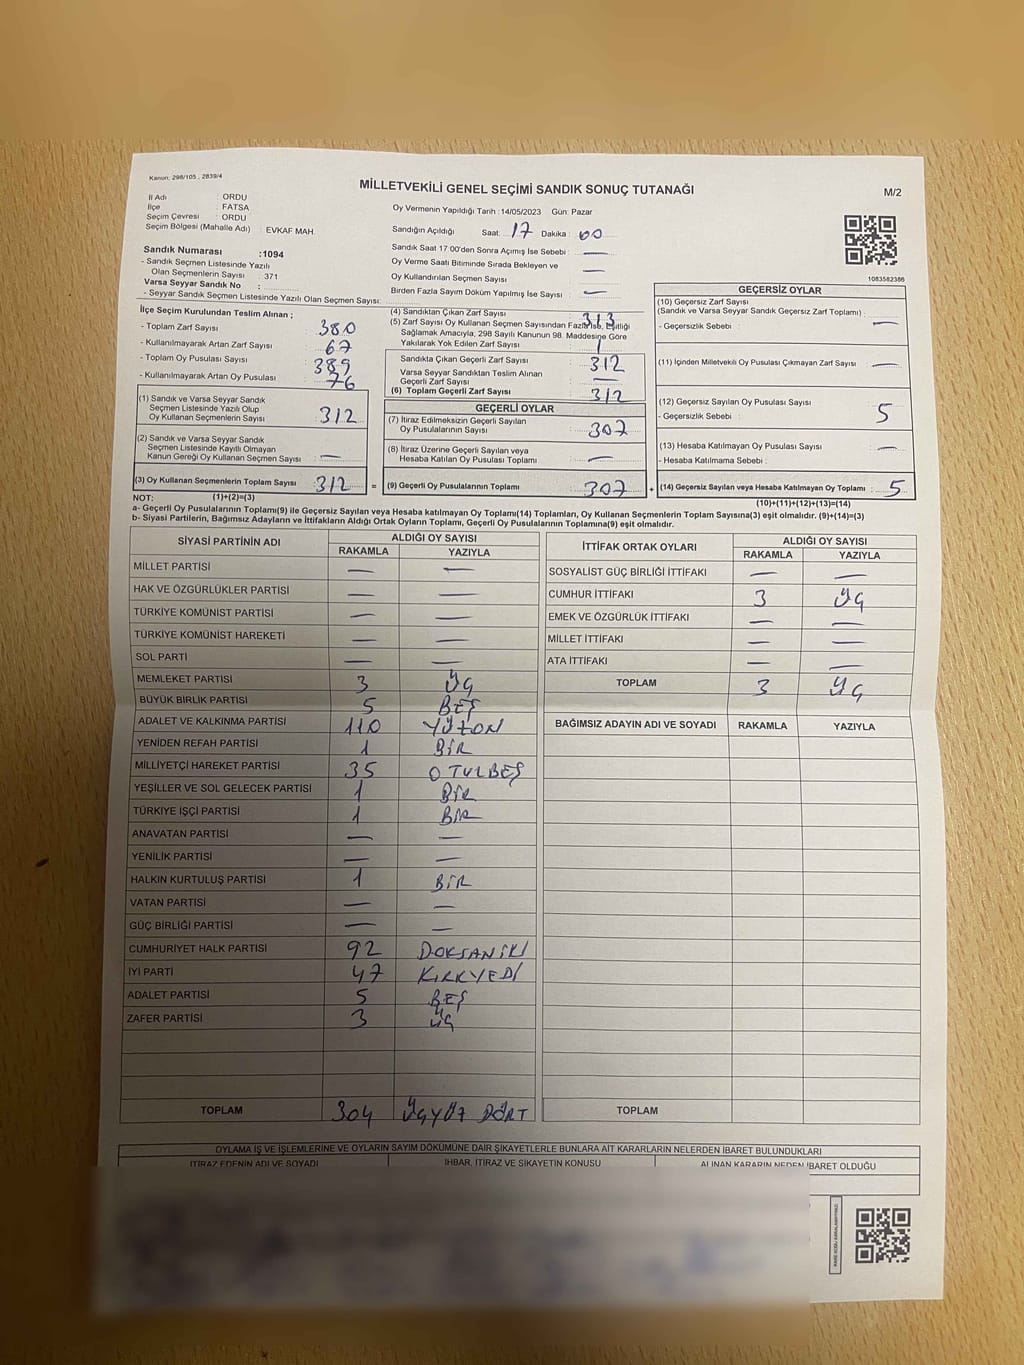 Kanun: 298/105 , 2839/4
MİLLETVEKİLİ GENEL SEÇİMİ SANDIK SONUÇ TUTANAĞI
M/2
İl Adı : ORDU
İlçe : FATSA
Seçim Çevresi : ORDU
Seçim Bölgesi (Mahalle Adı) : EVKAF MAH.
Oy Vermenin Yapıldığı Tarih : 14/05/2023 Gün: Pazar
Sandığın Açıldığı Saat: 17 Dakika : 00
Sandık Saat 17:00'den Sonra Açılmış İse Sebebi : —
Oy Verme Saati Bitiminde Sırada Bekleyen ve
Oy Kullandırılan Seçmen Sayısı —
Birden Fazla Sayım Döküm Yapılmış İse Sayısı : —
1083582386
Sandık Numarası :1094
- Sandık Seçmen Listesinde Yazılı
Olan Seçmenlerin Sayısı : 371
Varsa Seyyar Sandık No :
- Seyyar Sandık Seçmen Listesinde Yazılı Olan Seçmen Sayısı:
İlçe Seçim Kurulundan Teslim Alınan ;
- Toplam Zarf Sayısı : 380
- Kullanılmayarak Artan Zarf Sayısı : 67
- Toplam Oy Pusulası Sayısı : 389
- Kullanılmayarak Artan Oy Pusulası : 76
(1) Sandık ve Varsa Seyyar Sandık
Seçmen Listesinde Yazılı Olup
Oy Kullanan Seçmenlerin Sayısı : 312
(2) Sandık ve Varsa Seyyar Sandık
Seçmen Listesinde Kayıtlı Olmayan
Kanun Gereği Oy Kullanan Seçmen Sayısı : —
(3) Oy Kullanan Seçmenlerin Toplam Sayısı : 312 =
(4) Sandıktan Çıkan Zarf Sayısı : 313
(5) Zarf Sayısı Oy Kullanan Seçmen Sayısından Fazla ise, Eşitliği
Sağlamak Amacıyla, 298 Sayılı Kanunun 98. Maddesine Göre
Yakılarak Yok Edilen Zarf Sayısı : 1
Sandıkta Çıkan Geçerli Zarf Sayısı : 312
Varsa Seyyar Sandıktan Teslim Alınan
Geçerli Zarf Sayısı : —
(6) Toplam Geçerli Zarf Sayısı : 312
GEÇERLİ OYLAR
(7) İtiraz Edilmeksizin Geçerli Sayılan
Oy Pusulalarının Sayısı : 307
(8) İtiraz Üzerine Geçerli Sayılan veya
Hesaba Katılan Oy Pusulası Toplamı : —
(9) Geçerli Oy Pusulalarının Toplamı : 307 +
GEÇERSİZ OYLAR
(10) Geçersiz Zarf Sayısı
(Sandık ve Varsa Seyyar Sandık Geçersiz Zarf Toplamı) :
- Geçersizlik Sebebi : —
(11) İçinden Milletvekili Oy Pusulası Çıkmayan Zarf Sayısı : —
(12) Geçersiz Sayılan Oy Pusulası Sayısı : 5
- Geçersizlik Sebebi :
(13) Hesaba Katılmayan Oy Pusulası Sayısı : —
- Hesaba Katılmama Sebebi :
(14) Geçersiz Sayılan veya Hesaba Katılmayan Oy Toplamı : 5
NOT: (1)+(2)=(3)
(10)+(11)+(12)+(13)=(14)
a- Geçerli Oy Pusulalarının Toplamı(9) ile Geçersiz Sayılan veya Hesaba katılmayan Oy Toplamı(14) Toplamları, Oy Kullanan Seçmenlerin Toplam Sayısına(3) eşit olmalıdır. (9)+(14)=(3)
b- Siyasi Partilerin, Bağımsız Adayların ve İttifakların Aldığı Ortak Oyların Toplamı, Geçerli Oy Pusulalarının Toplamına(9) eşit olmalıdır.
SİYASİ PARTİNİN ADI ALDIĞI OY SAYISI
RAKAMLA YAZIYLA
MİLLET PARTİSİ — —
HAK VE ÖZGÜRLÜKLER PARTİSİ — —
TÜRKİYE KOMÜNİST PARTİSİ — —
TÜRKİYE KOMÜNİST HAREKETİ — —
SOL PARTİ — —
MEMLEKET PARTİSİ 3 ÜÇ
BÜYÜK BİRLİK PARTİSİ 5 BEŞ
ADALET VE KALKINMA PARTİSİ 110 YÜZON
YENİDEN REFAH PARTİSİ 1 BİR
MİLLİYETÇİ HAREKET PARTİSİ 35 OTUZBEŞ
YEŞİLLER VE SOL GELECEK PARTİSİ 1 BİR
TÜRKİYE İŞÇİ PARTİSİ 1 BİR
ANAVATAN PARTİSİ — —
YENİLİK PARTİSİ — —
HALKIN KURTULUŞ PARTİSİ 1 BİR
VATAN PARTİSİ — —
GÜÇ BİRLİĞİ PARTİSİ — —
CUMHURİYET HALK PARTİSİ 92 DOKSANİKİ
İYİ PARTİ 47 KIRKYEDİ
ADALET PARTİSİ 5 BEŞ
ZAFER PARTİSİ 3 ÜÇ
TOPLAM 304 ÜÇYÜZ DÖRT
İTTİFAK ORTAK OYLARI ALDIĞI OY SAYISI
RAKAMLA YAZIYLA
SOSYALİST GÜÇ BİRLİĞİ İTTİFAKI — —
CUMHUR İTTİFAKI 3 ÜÇ
EMEK VE ÖZGÜRLÜK İTTİFAKI — —
MİLLET İTTİFAKI — —
ATA İTTİFAKI — —
TOPLAM 3 ÜÇ
BAĞIMSIZ ADAYIN ADI VE SOYADI RAKAMLA YAZIYLA
TOPLAM
OYLAMA İŞ VE İŞLEMLERİNE VE OYLARIN SAYIM DÖKÜMÜNE DAİR ŞİKAYETLERLE BUNLARA AİT KARARLARIN NELERDEN İBARET BULUNDUKLARI
İTİRAZ EDENİN ADI VE SOYADI İHBAR, İTİRAZ VE ŞİKAYETİN KONUSU ALINAN KARARIN NEDEN İBARET OLDUĞU